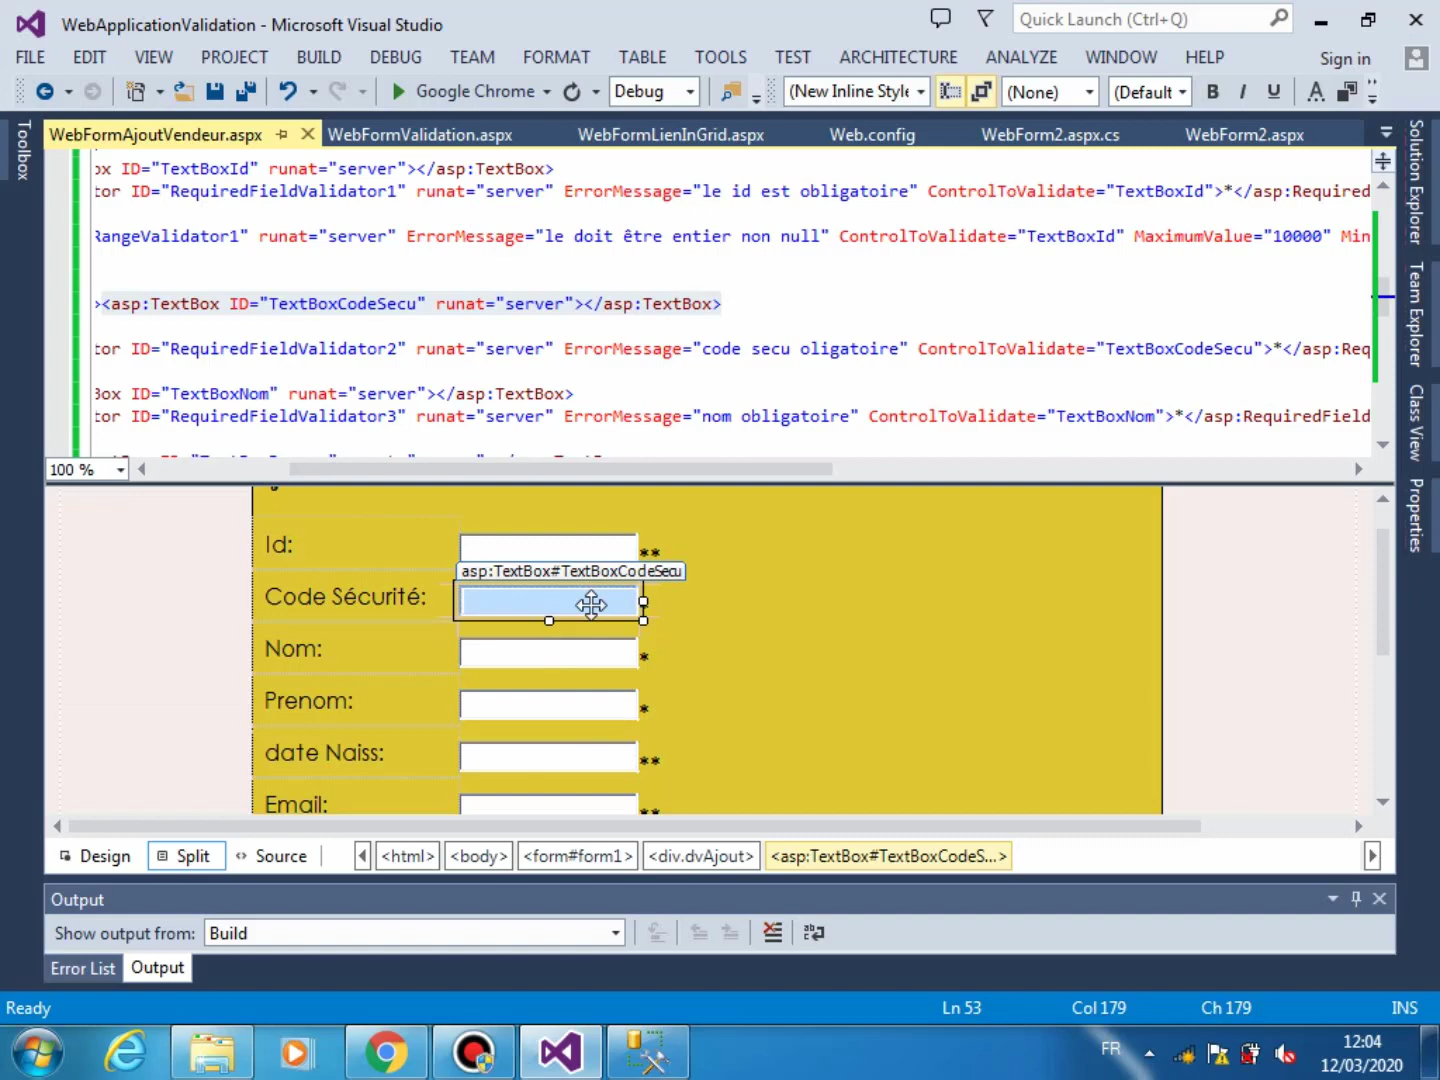 WebApplicationValidation - Microsoft Visual Studio
Quick Launch (Ctrl+Q)
FILE EDIT VIEW PROJECT BUILD DEBUG TEAM FORMAT TABLE TOOLS TEST ARCHITECTURE ANALYZE WINDOW HELP Sign in
Google Chrome Debug (New Inline Style (None) (Default B I U A
Toolbox
WebFormAjoutVendeur.aspx WebFormValidation.aspx WebFormLienInGrid.aspx Web.config WebForm2.aspx.cs WebForm2.aspx
ox ID="TextBoxId" runat="server"></asp:TextBox>
tor ID="RequiredFieldValidator1" runat="server" ErrorMessage="le id est obligatoire" ControlToValidate="TextBoxId">*</asp:Required
RangeValidator1" runat="server" ErrorMessage="le doit être entier non null" ControlToValidate="TextBoxId" MaximumValue="10000" Min
><asp:TextBox ID="TextBoxCodeSecu" runat="server"></asp:TextBox>
tor ID="RequiredFieldValidator2" runat="server" ErrorMessage="code secu oligatoire" ControlToValidate="TextBoxCodeSecu">*</asp:Req
Box ID="TextBoxNom" runat="server"></asp:TextBox>
tor ID="RequiredFieldValidator3" runat="server" ErrorMessage="nom obligatoire" ControlToValidate="TextBoxNom">*</asp:RequiredField
100 %
Solution Explorer
Team Explorer
Class View
Properties
Id: **
asp:TextBox#TextBoxCodeSecu
Code Sécurité:
Nom: *
Prenom: *
date Naiss: **
Email: **
Design Split Source <html> <body> <form#form1> <div.dvAjout> <asp:TextBox#TextBoxCodeS...>
Output
Show output from: Build
Error List Output
Ready Ln 53 Col 179 Ch 179 INS
FR 12:04
12/03/2020